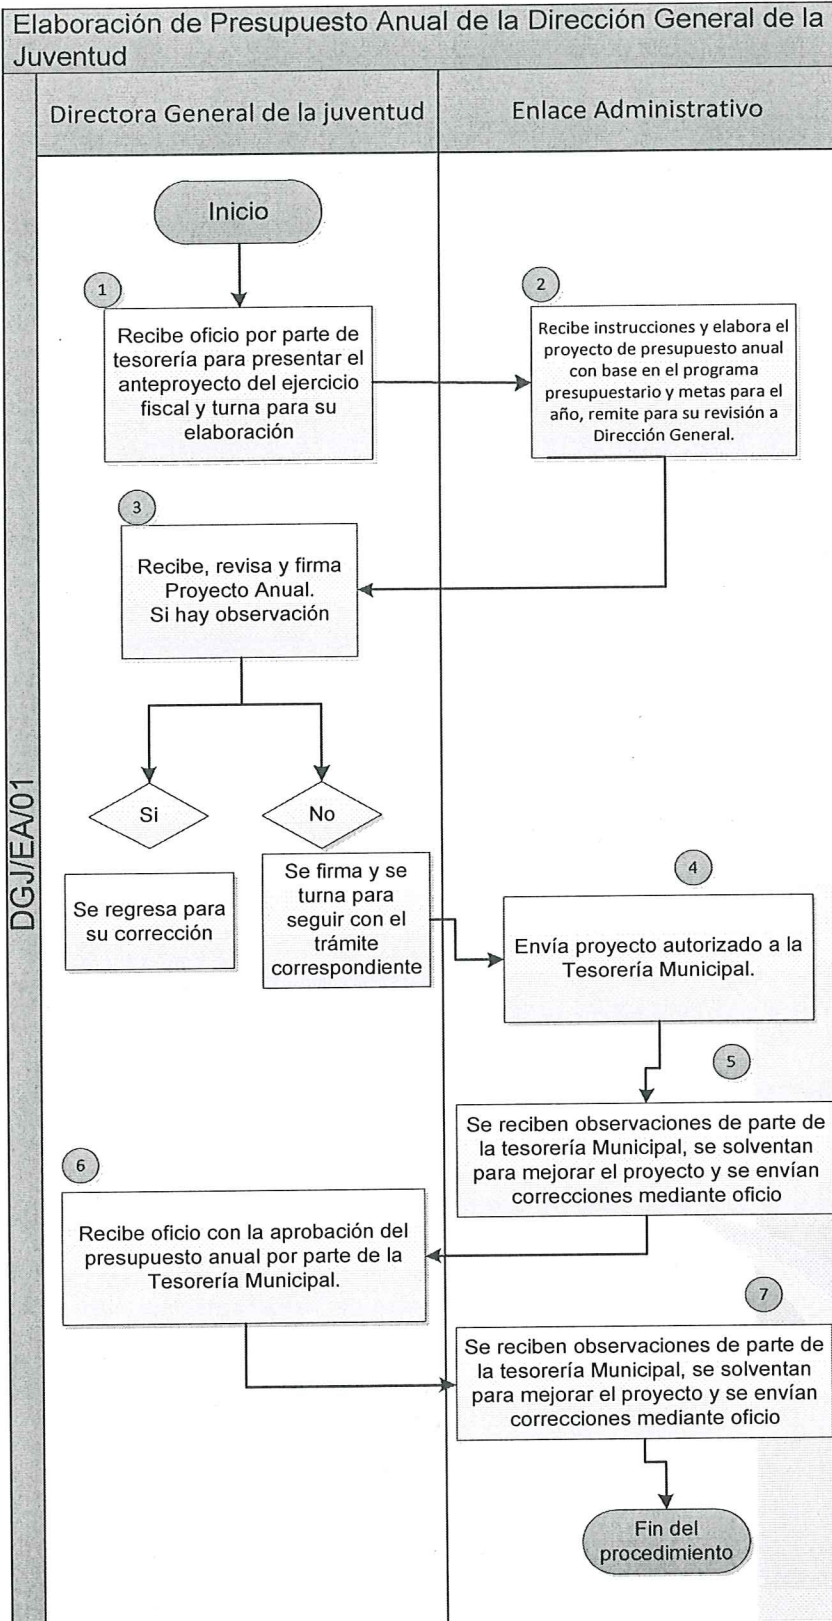 Elaboración de Presupuesto Anual de la Dirección General de la
Juventud
DGJ/EA/01
Directora General de la juventud
Enlace Administrativo
Inicio
1
Recibe oficio por parte de
tesorería para presentar el
anteproyecto del ejercicio
fiscal y turna para su
elaboración
2
Recibe instrucciones y elabora el
proyecto de presupuesto anual
con base en el programa
presupuestario y metas para el
año, remite para su revisión a
Dirección General.
3
Recibe, revisa y firma
Proyecto Anual.
Si hay observación
Si
No
Se regresa para
su corrección
Se firma y se
turna para
seguir con el
trámite
correspondiente
4
Envía proyecto autorizado a la
Tesorería Municipal.
5
Se reciben observaciones de parte de
la tesorería Municipal, se solventan
para mejorar el proyecto y se envían
correcciones mediante oficio
6
Recibe oficio con la aprobación del
presupuesto anual por parte de la
Tesorería Municipal.
7
Se reciben observaciones de parte de
la tesorería Municipal, se solventan
para mejorar el proyecto y se envían
correcciones mediante oficio
Fin del
procedimiento